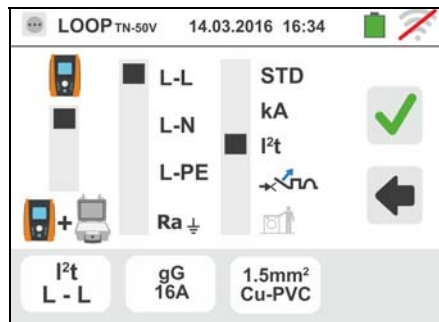 LOOP TN-50V 14.03.2016 16:34
L-L
L-N
L-PE
Ra
STD
kA
I²t
+
I²t
L - L
gG
16A
1.5mm²
Cu-PVC